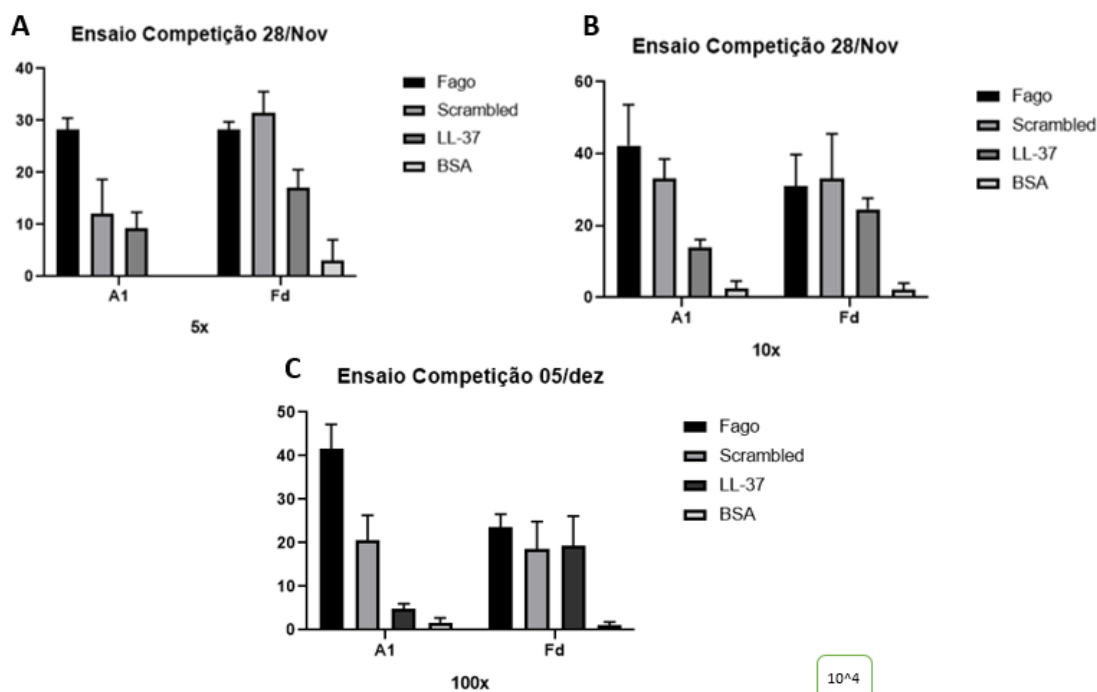 A
Ensaio Competição 28/Nov
40
30
20
10
0
A1
Fd
5x
Fago
Scrambled
LL-37
BSA
B
Ensaio Competição 28/Nov
60
40
20
0
A1
Fd
10x
Fago
Scrambled
LL-37
BSA
C
Ensaio Competição 05/dez
50
40
30
20
10
0
A1
Fd
100x
Fago
Scrambled
LL-37
BSA
10^4